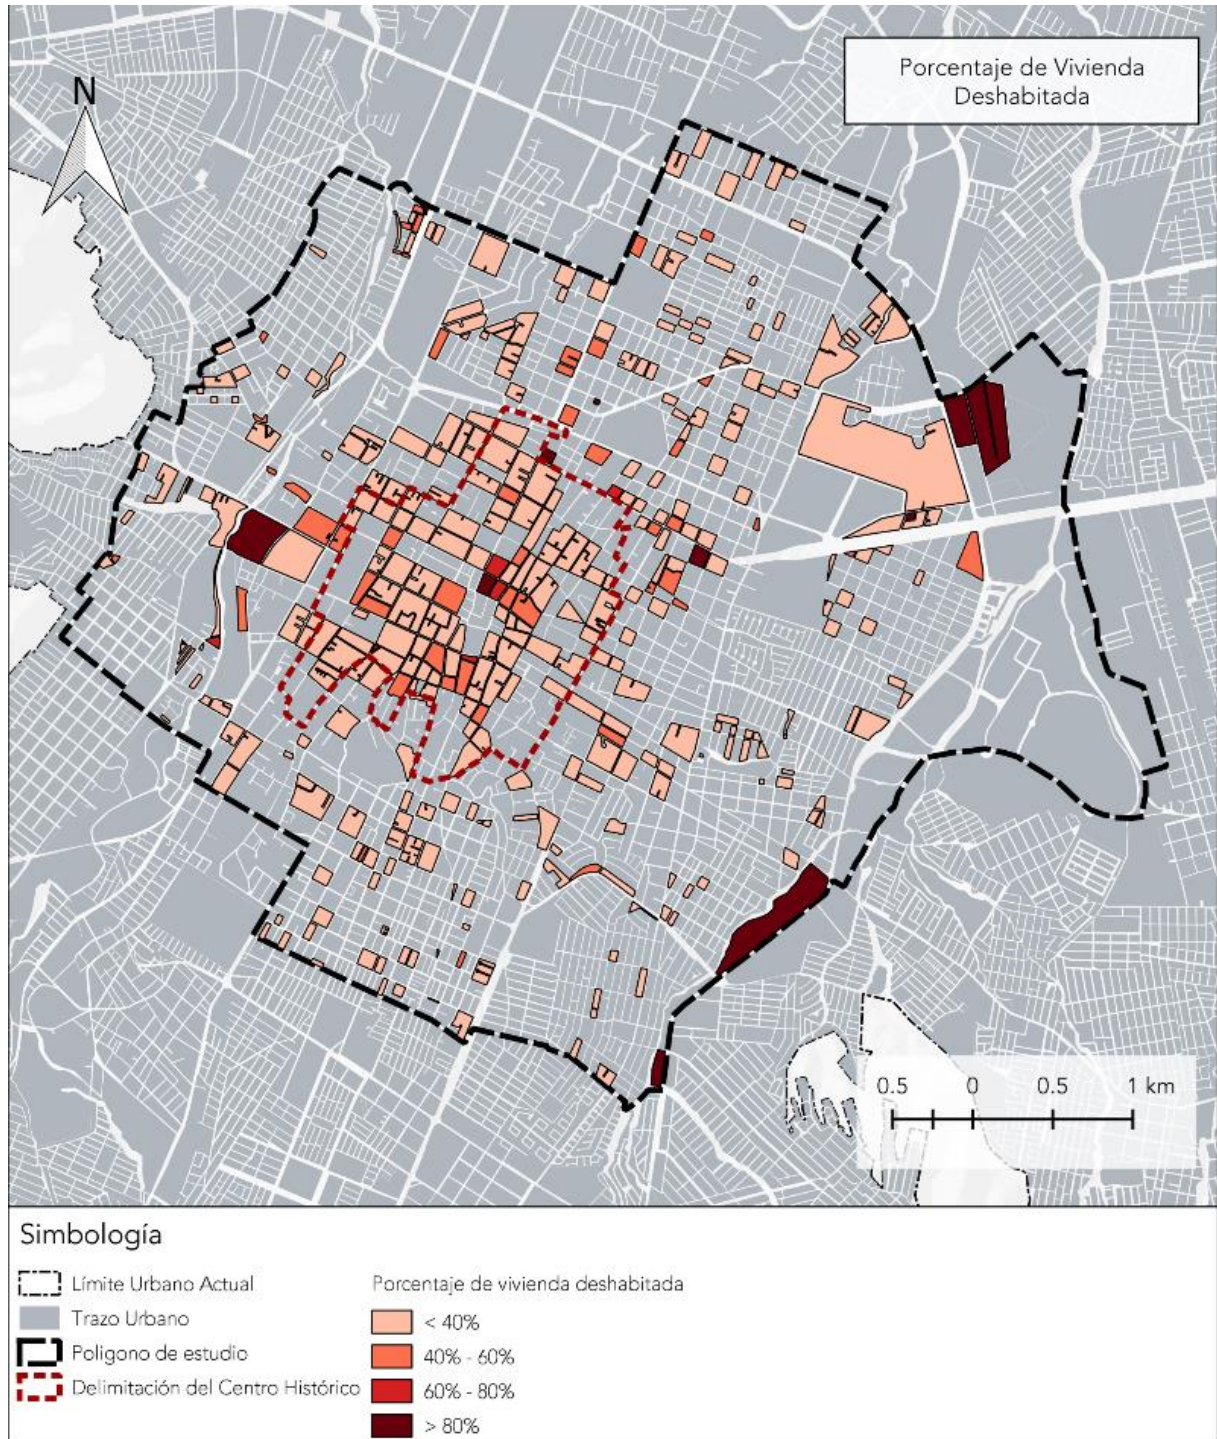 Porcentaje de Vivienda
Deshabitada
N
0.5 0 0.5 1 km
Simbología
Límite Urbano Actual
Trazo Urbano
Poligono de estudio
Delimitación del Centro Histórico
Porcentaje de vivienda deshabitada
< 40%
40% - 60%
60% - 80%
> 80%